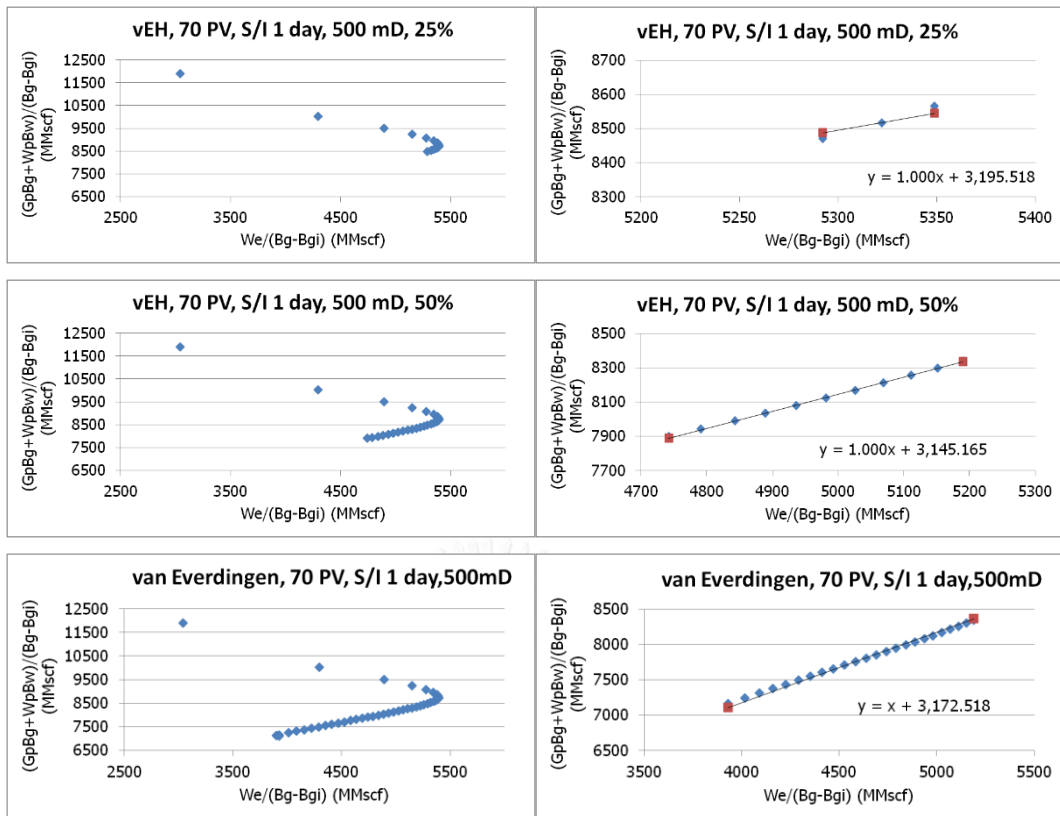 vEH, 70 PV, S/I 1 day, 500 mD, 25%
(GpBg+WpBw)/(Bg-Bgi)
(MMscf)
12500
11500
10500
9500
8500
7500
6500
2500
3500
4500
5500
We/(Bg-Bgi) (MMscf)
vEH, 70 PV, S/I 1 day, 500 mD, 25%
(GpBg+WpBw)/(Bg-Bgi)
(MMscf)
8700
8600
8500
8400
8300
y = 1.000x + 3,195.518
5200
5250
5300
5350
5400
We/(Bg-Bgi) (MMscf)
vEH, 70 PV, S/I 1 day, 500 mD, 50%
(GpBg+WpBw)/(Bg-Bgi)
(MMscf)
12500
11500
10500
9500
8500
7500
6500
2500
3500
4500
5500
We/(Bg-Bgi) (MMscf)
vEH, 70 PV, S/I 1 day, 500 mD, 50%
(GpBg+WpBw)/(Bg-Bgi)
(MMscf)
8500
8300
8100
7900
7700
y = 1.000x + 3,145.165
4700
4800
4900
5000
5100
5200
5300
We/(Bg-Bgi) (MMscf)
van Everdingen, 70 PV, S/I 1 day,500mD
(GpBg+WpBw)/(Bg-Bgi)
(MMscf)
12500
11500
10500
9500
8500
7500
6500
2500
3500
4500
5500
We/(Bg-Bgi) (MMscf)
van Everdingen, 70 PV, S/I 1 day,500mD
(GpBg+WpBw)/(Bg-Bgi)
(MMscf)
8500
8000
7500
7000
6500
y = x + 3,172.518
3500
4000
4500
5000
5500
We/(Bg-Bgi) (MMscf)